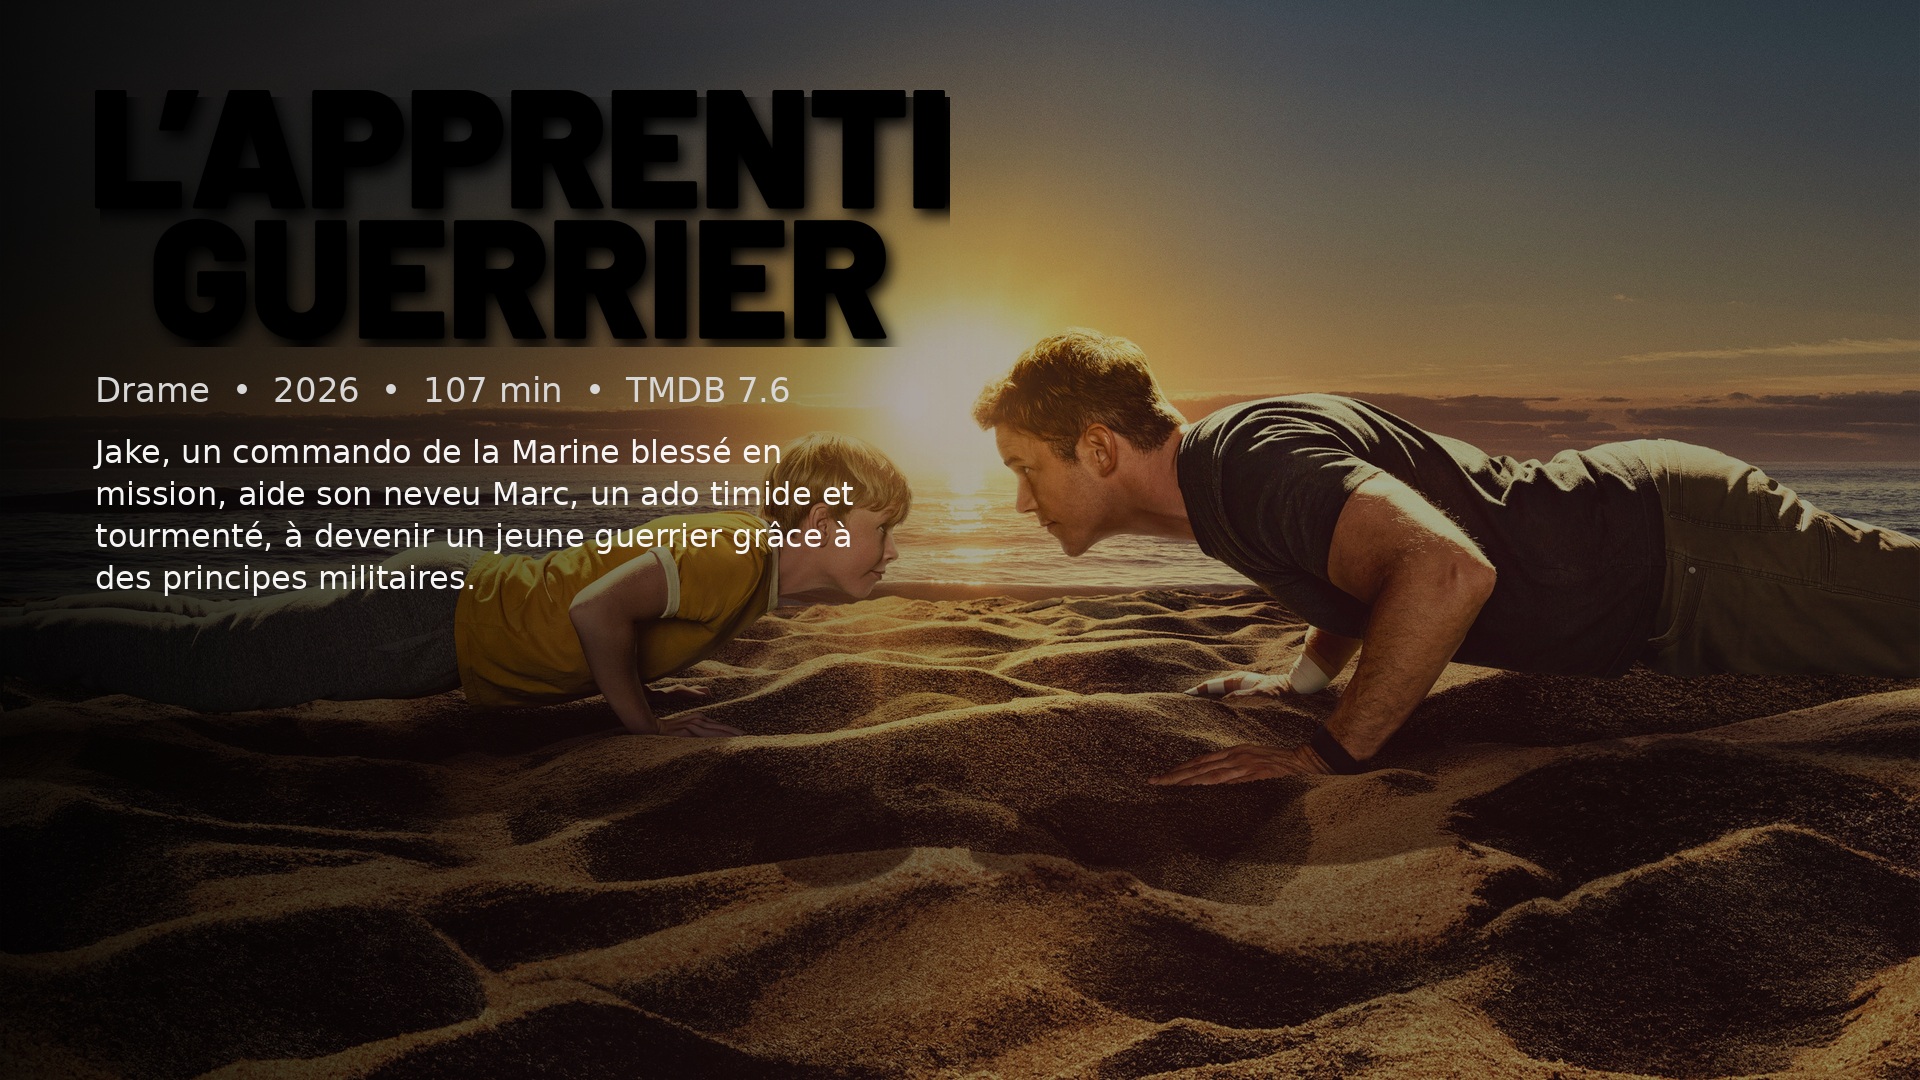 L’APPRENTI
GUERRIER
Drame • 2026 • 107 min • TMDB 7.6
Jake, un commando de la Marine blessé en
mission, aide son neveu Marc, un ado timide et
tourmenté, à devenir un jeune guerrier grâce à
des principes militaires.